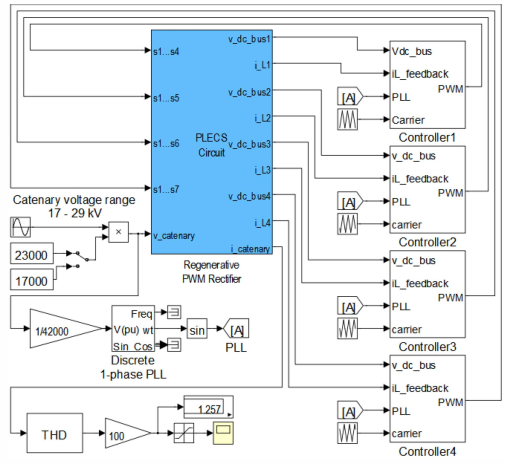 s1...s4
s1...s5
s1...s6
s1...s7
v_catenary
PLECS
Circuit
v_dc_bus1
i_L1
v_dc_bus2
i_L2
v_dc_bus3
i_L3
v_dc_bus4
i_L4
i_catenary
Regenerative
PWM Rectifier
Vdc_bus
iL_feedback
PLL
Carrier
PWM
[A]
Controller1
v_dc_bus
iL_feedback
PLL
carrier
PWM
[A]
Controller2
v_dc_bus
iL_feedback
PLL
carrier
PWM
[A]
Controller3
v_dc_bus
iL_feedback
PLL
carrier
PWM
[A]
Controller4
Catenary voltage range
17 - 29 kV
×
23000
17000
1/42000
Freq
V(pu) wt
Sin_Cos
Discrete
1-phase PLL
sin
[A]
PLL
THD
100
1.257